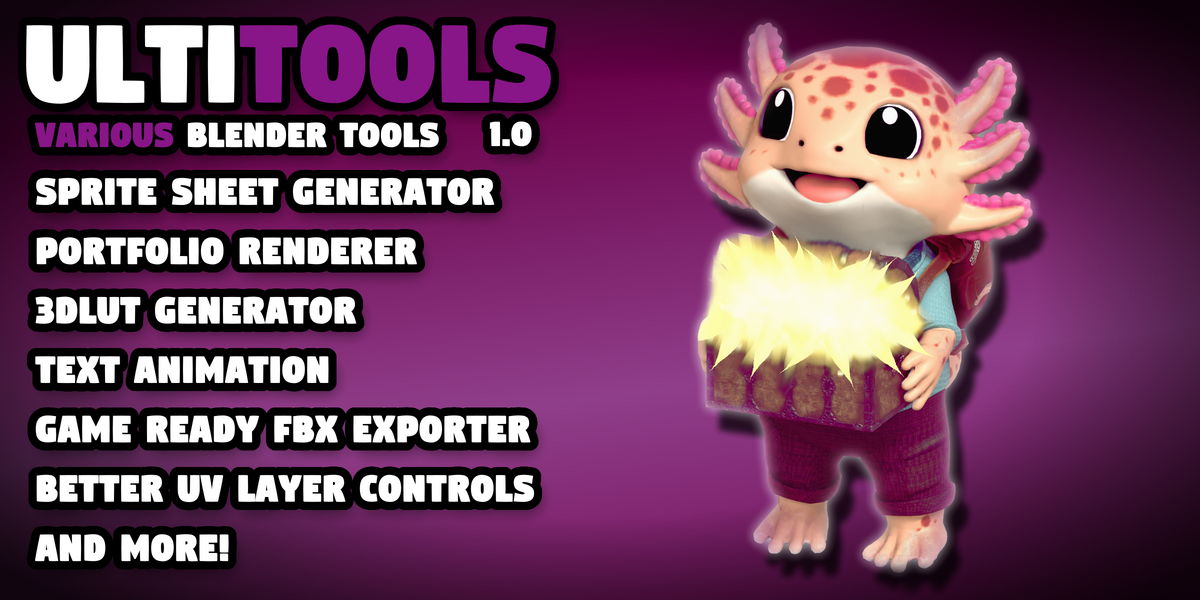 ULTITOOLS
VARIOUS BLENDER TOOLS 1.0
SPRITE SHEET GENERATOR
PORTFOLIO RENDERER
3DLUT GENERATOR
TEXT ANIMATION
GAME READY FBX EXPORTER
BETTER UV LAYER CONTROLS
AND MORE!